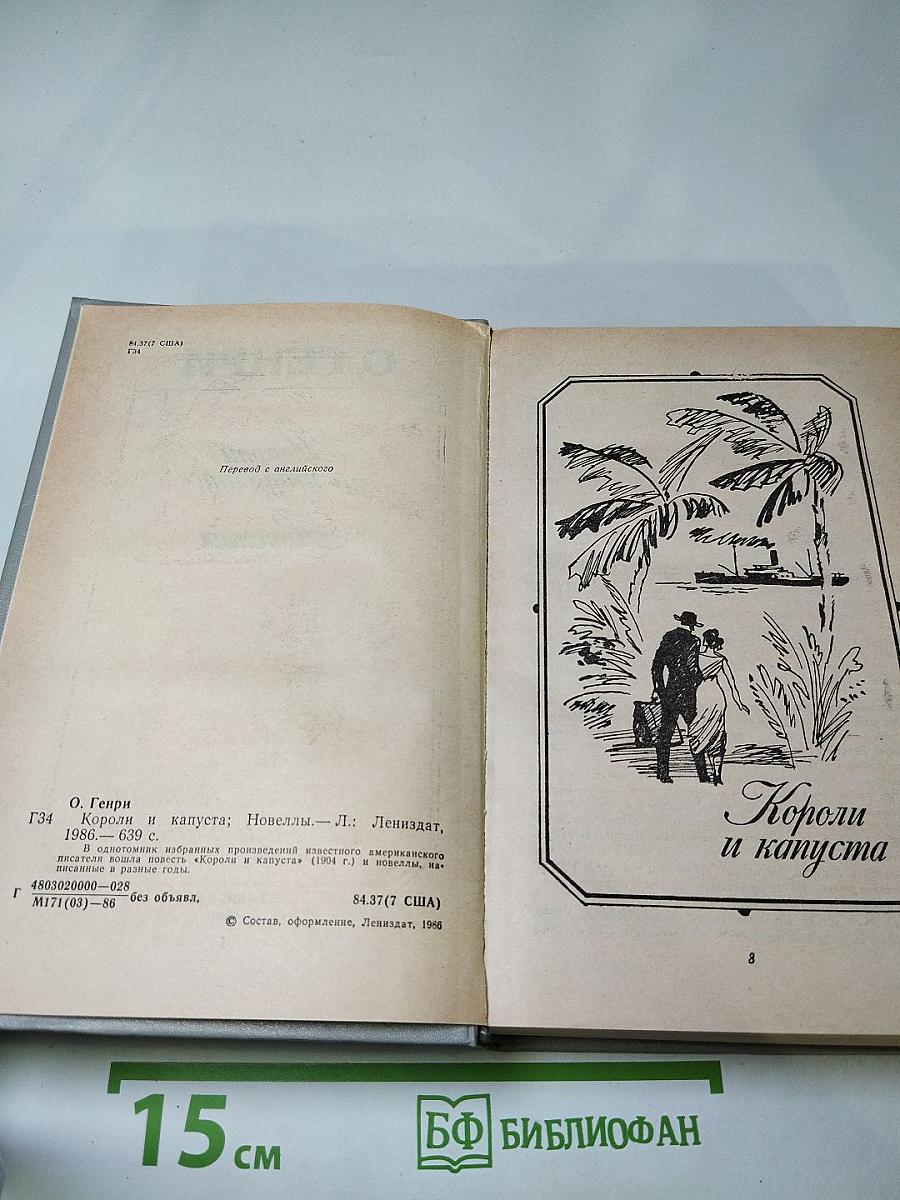 84.37(7 США)
Г34
Перевод с английского
О. Генри
Г34 Короли и капуста; Новеллы.— Л.: Лениздат,
1986.— 639 с.
В однотомник избранных произведений известного американского
писателя вошла повесть «Короли и капуста» (1904 г.) и новеллы, на-
писанные в разные годы.
4803020000—028
Г М171(03)—86 без объявл,
84.37(7 США)
© Состав, оформление, Лениздат, 1986
Короли
и капуста
3
15 см
БФ БИБЛИОФАН